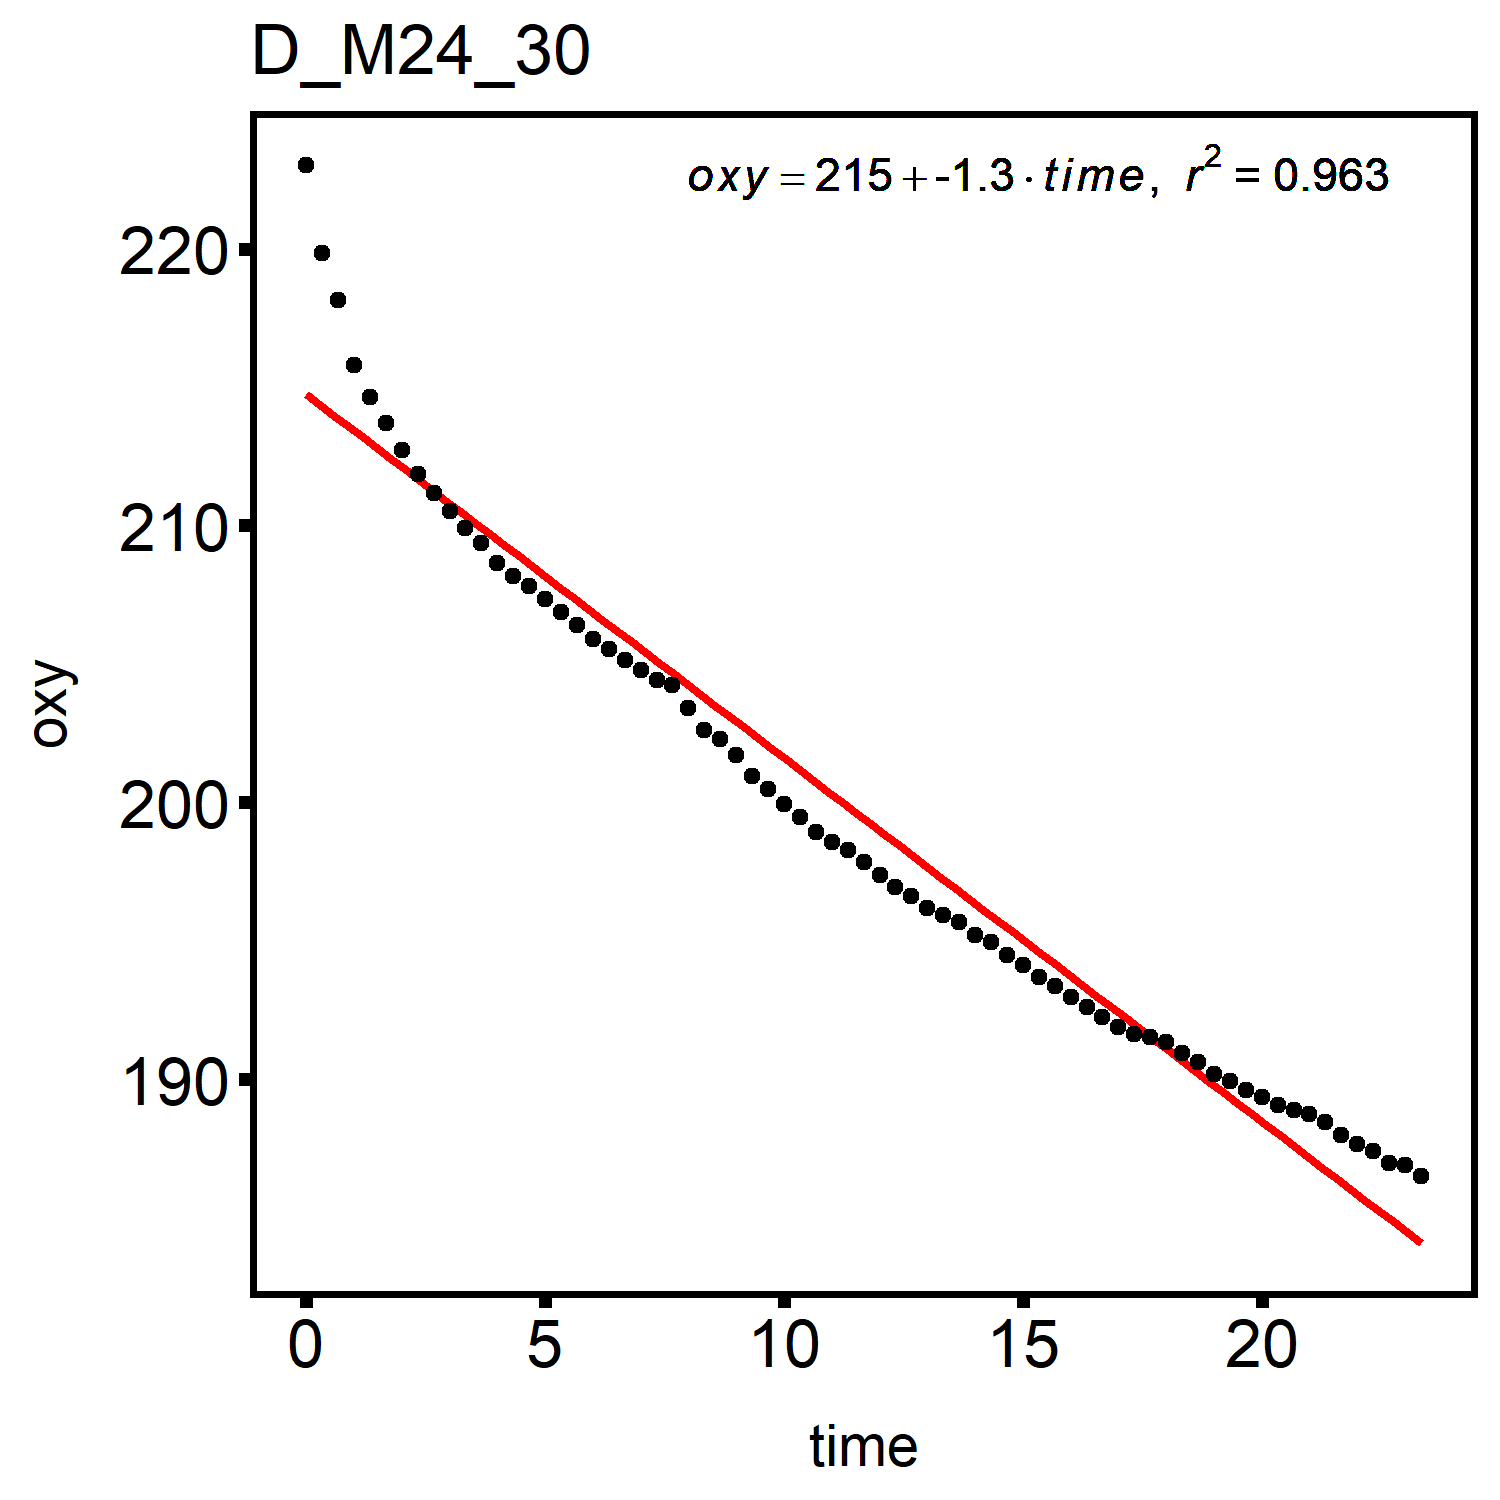 D_M24_30
oxy = 215 + -1.3 · time, r² = 0.963
220
210
200
190
oxy
0 5 10 15 20
time